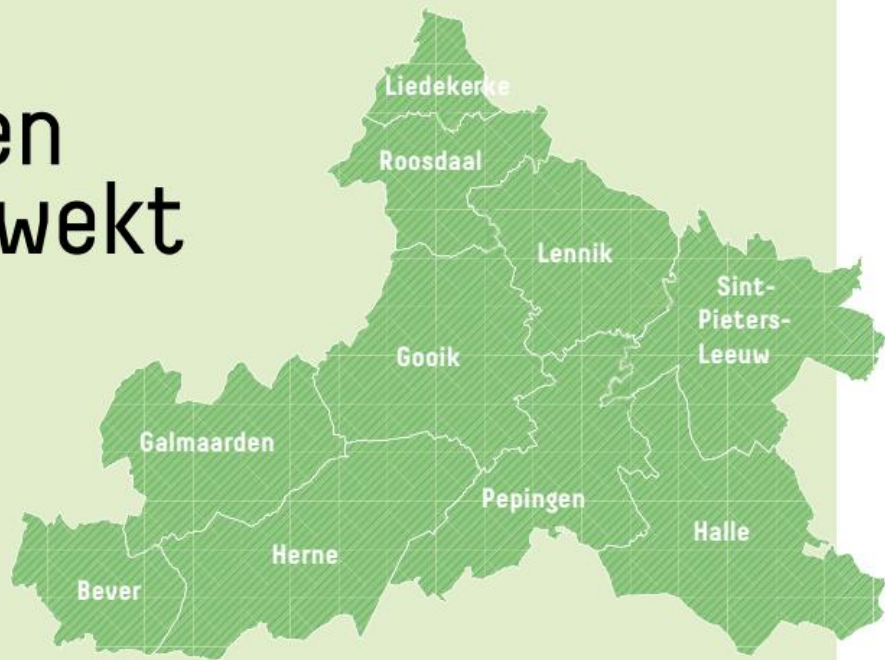 en
wekt
Liedekerke
Roosdaal
Lennik
Sint-
Pieters-
Leeuw
Gooik
Galmaarden
Pepingen
Halle
Herne
Bever